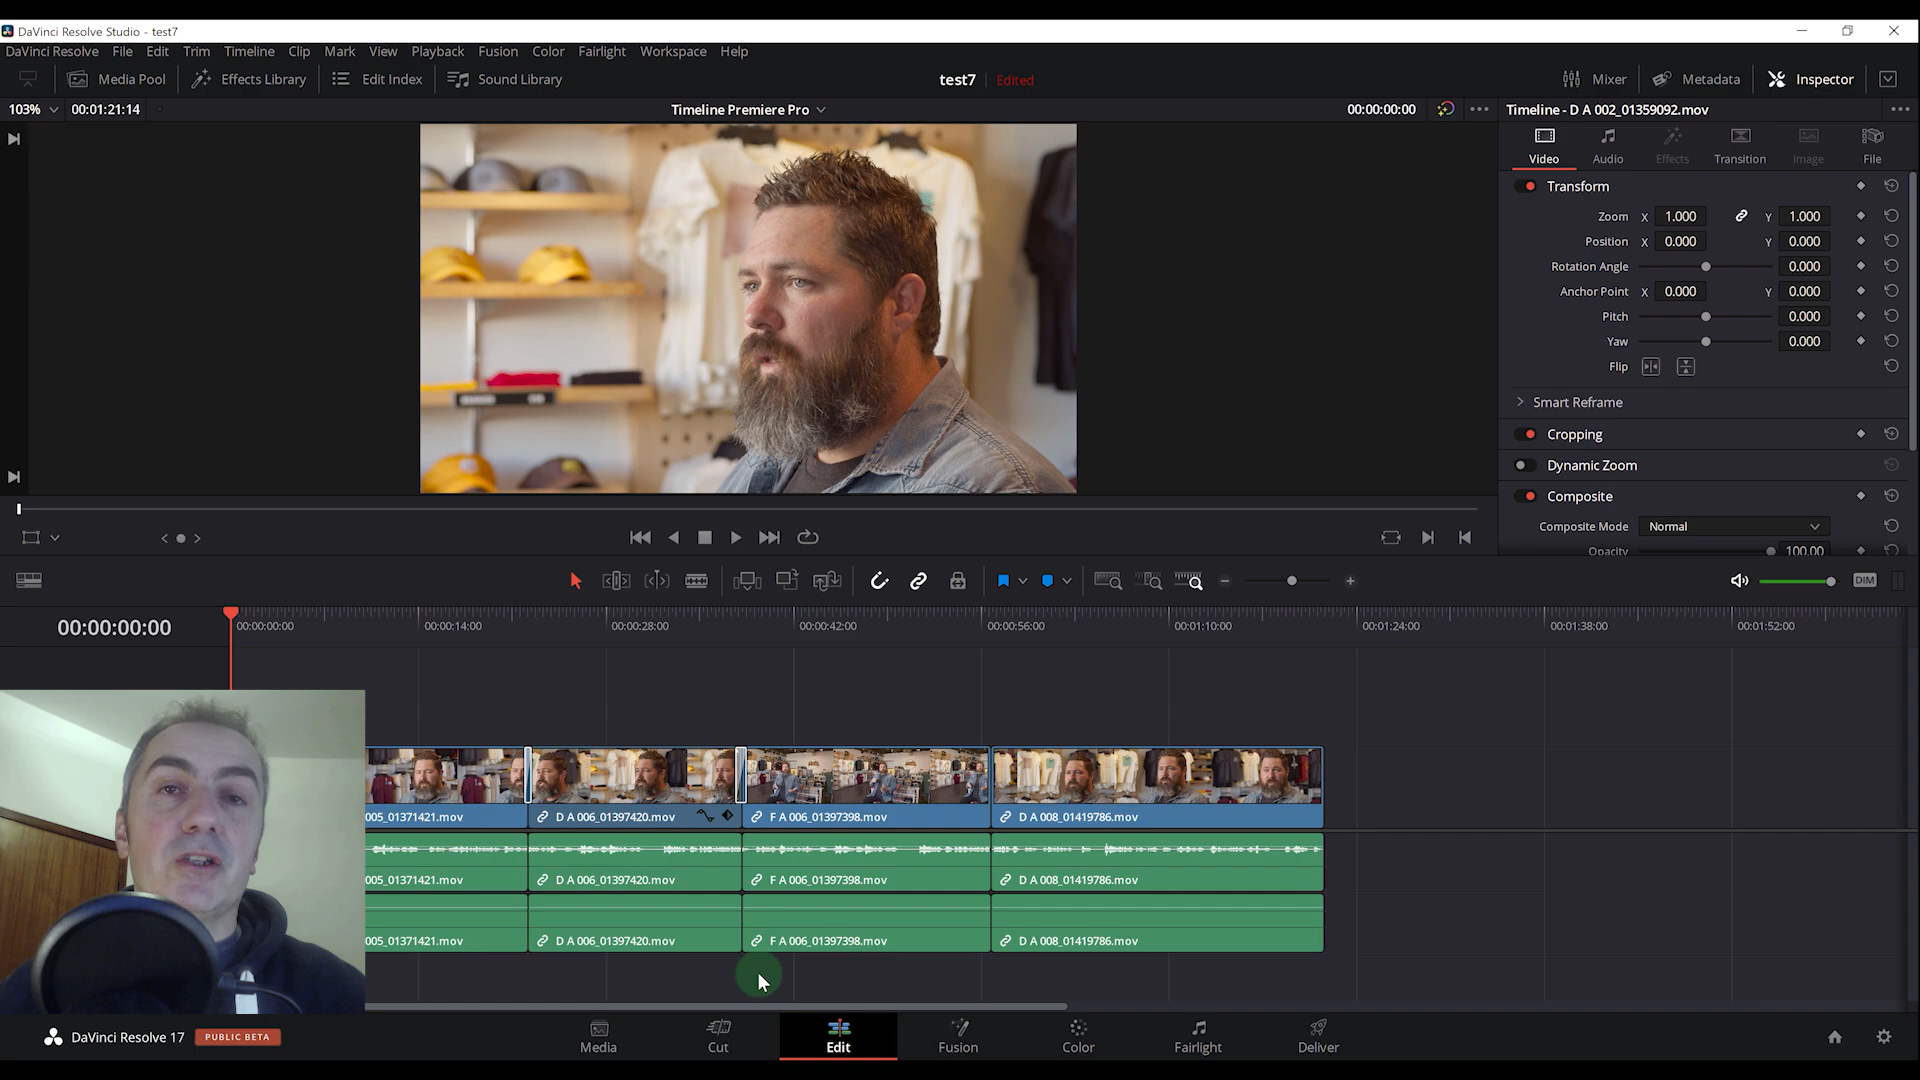 DaVinci Resolve Studio - test7
DaVinci Resolve File Edit Trim Timeline Clip Mark View Playback Fusion Color Fairlight Workspace Help
Media Pool Effects Library Edit Index Sound Library test7 Edited Mixer Metadata Inspector
103% 00:01:21:14 Timeline Premiere Pro 00:00:00:00 Timeline - D A 002_01359092.mov
Video Audio Effects Transition Image File
Transform
Zoom X 1.000 Y 1.000
Position X 0.000 Y 0.000
Rotation Angle 0.000
Anchor Point X 0.000 Y 0.000
Pitch 0.000
Yaw 0.000
Flip
Smart Reframe
Cropping
Dynamic Zoom
Composite
Composite Mode Normal
Opacity 100.00
DIM
00:00:00:00 00:00:00:00 00:00:14:00 00:00:28:00 00:00:42:00 00:00:56:00 00:01:10:00 00:01:24:00 00:01:38:00 00:01:52:00
005_01371421.mov D A 006_01397420.mov F A 006_01397398.mov D A 008_01419786.mov
005_01371421.mov D A 006_01397420.mov F A 006_01397398.mov D A 008_01419786.mov
005_01371421.mov D A 006_01397420.mov F A 006_01397398.mov D A 008_01419786.mov
DaVinci Resolve 17 PUBLIC BETA Media Cut Edit Fusion Color Fairlight Deliver